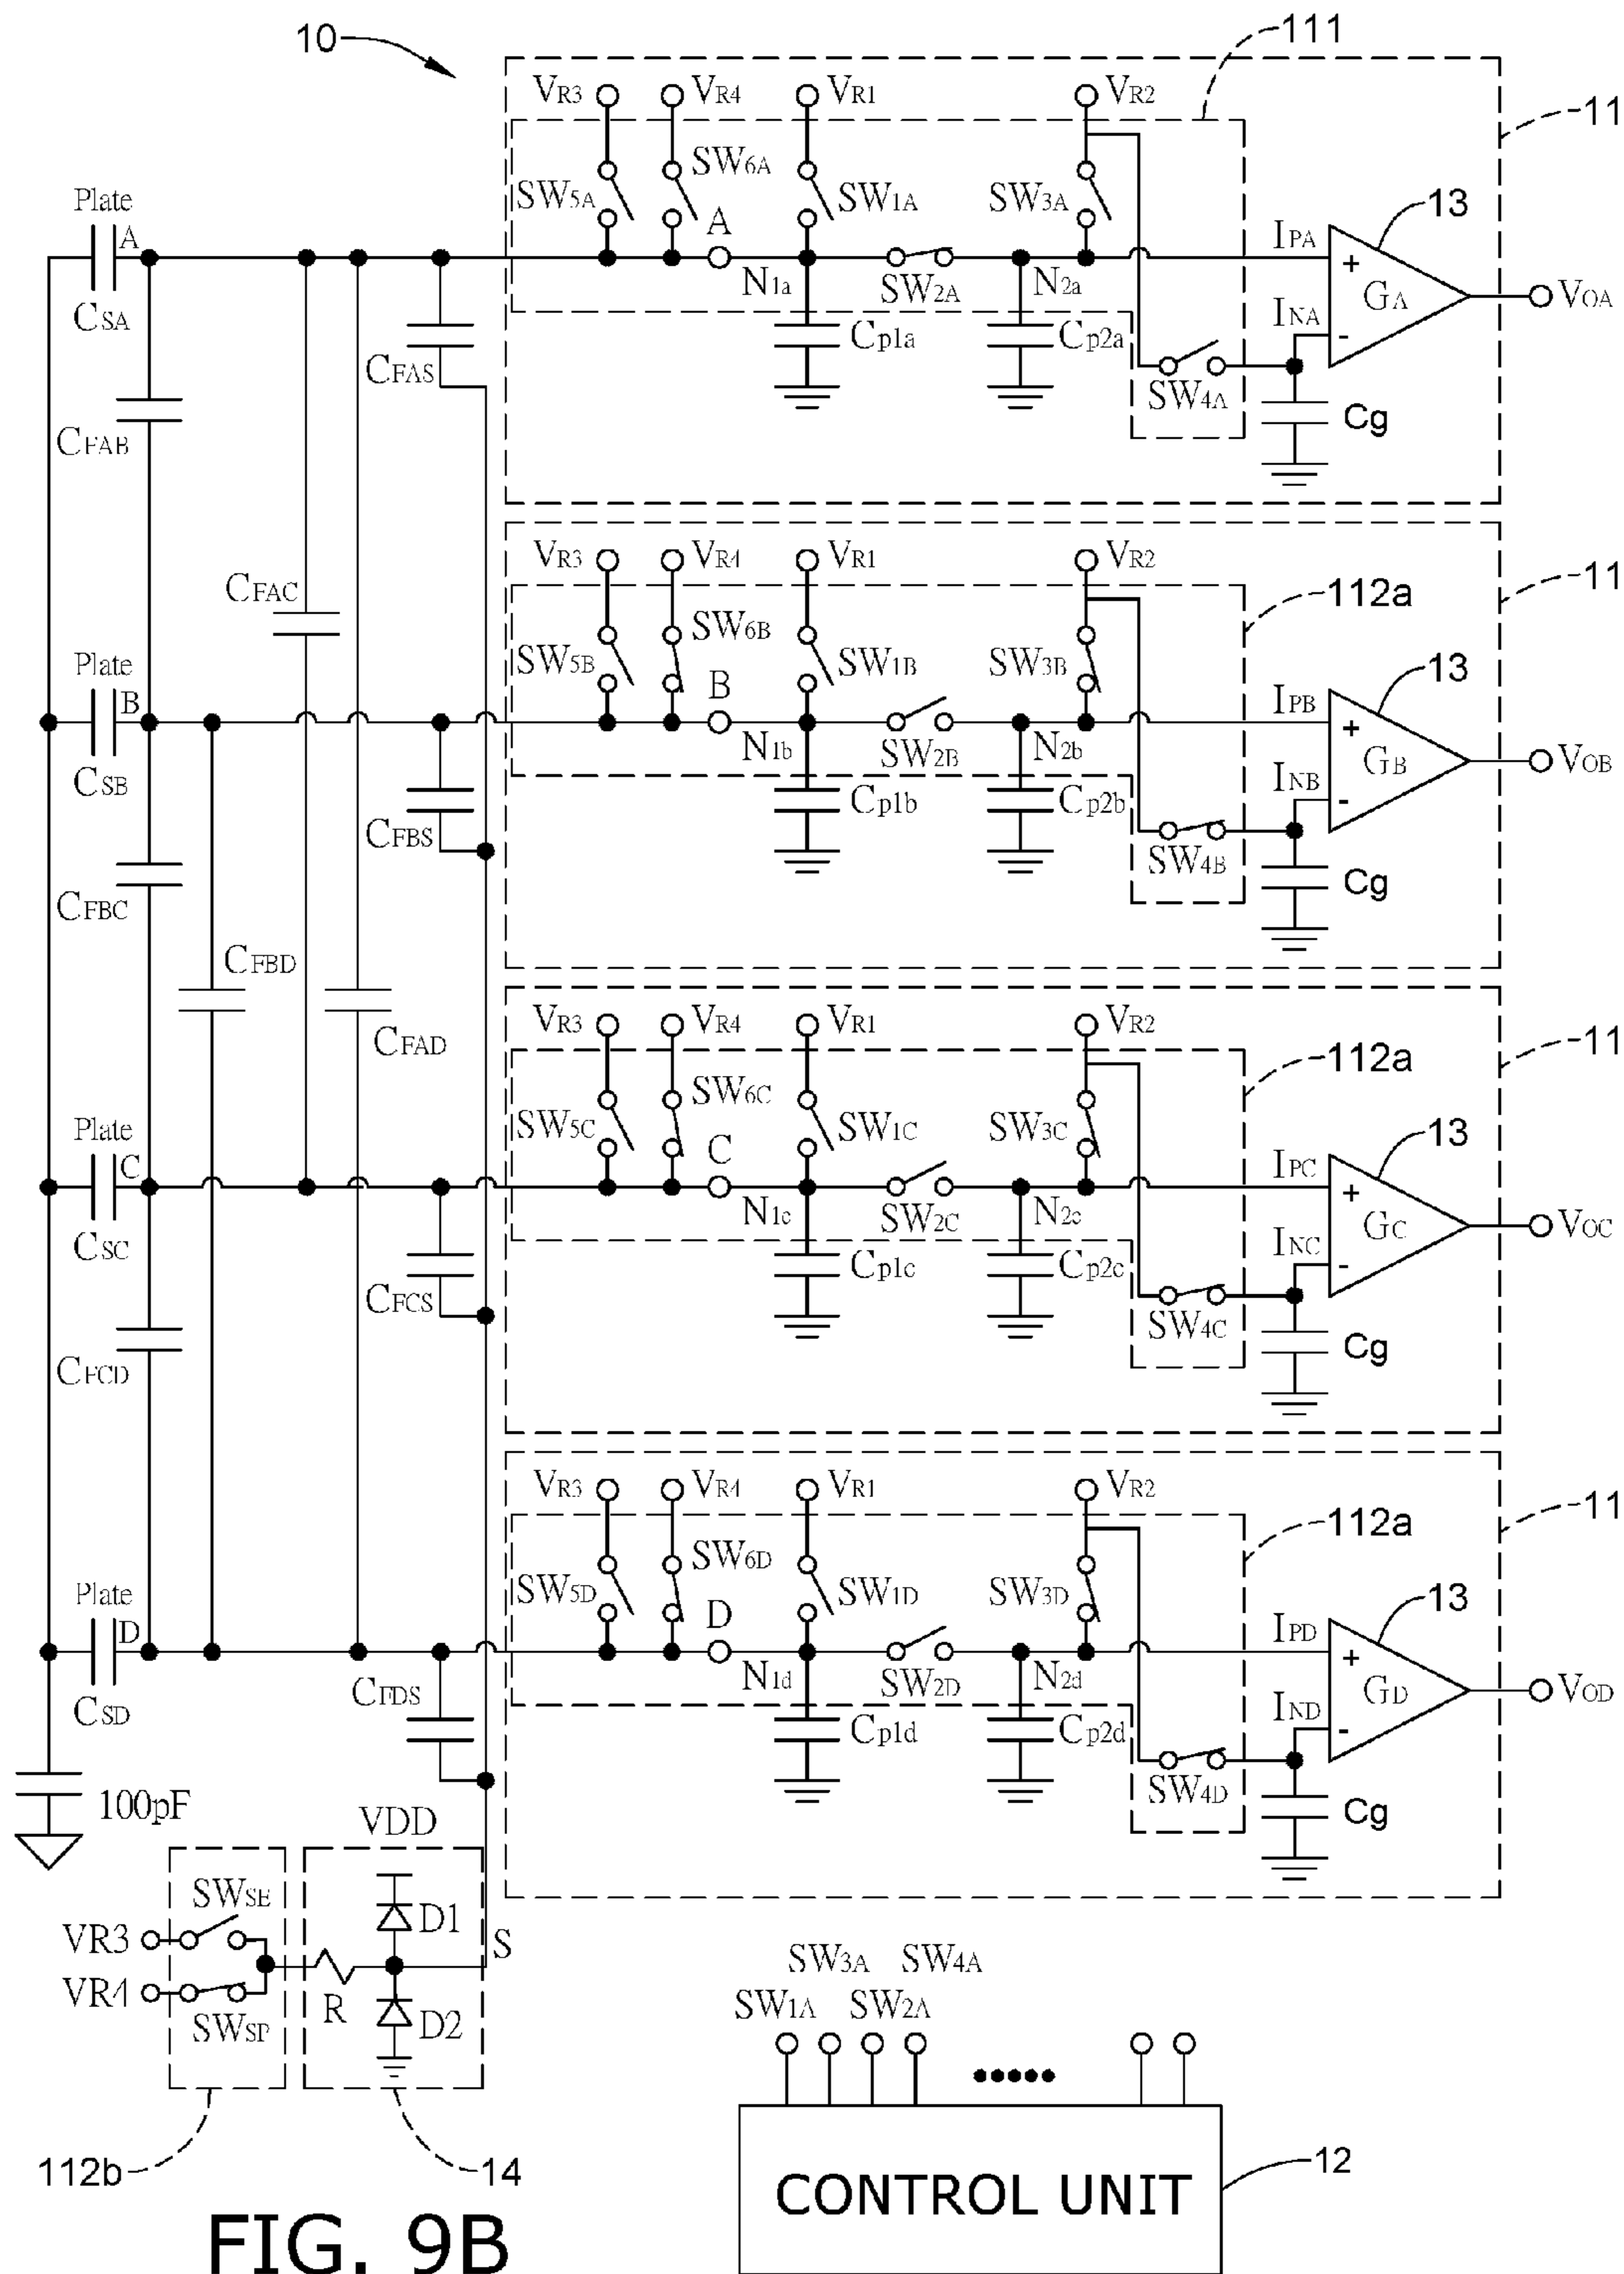 10
111
VR3 VR4 VR1 VR2
11
SW6A
SW5A SW1A SW3A
Plate
A
A
IPA
13
N1a SW2A N2a
+
GA
VOA
CSA
INA
-
Cp1a Cp2a
CFAS
SW4A
Cg
CFAB
VR3 VR4 VR1 VR2
11
CFAC
112a
SW6B
SW5B SW1B SW3B
Plate
B
B
IPB
13
N1b SW2B N2b
+
GB
VOB
CSB
INB
-
Cp1b Cp2b
CFBS
SW4B
Cg
CFBC
CFBD
VR3 VR4 VR1 VR2
11
CFAD
112a
SW6C
SW5C SW1C SW3C
Plate
C
C
IPC
13
N1c SW2C N2c
+
GC
VOC
CSC
INC
-
Cp1c Cp2c
CFCS
SW4C
Cg
CFCD
VR3 VR4 VR1 VR2
11
112a
SW6D
SW5D SW1D SW3D
Plate
D
D
IPD
13
N1d SW2D N2d
+
GD
VOD
CSD
CFDS
IND
-
Cp1d Cp2d
SW4D
Cg
100pF
VDD
SWSE
VR3
D1
S
VR4
SWSP
R
D2
SW3A SW4A
SW1A SW2A
112b
14
12
CONTROL UNIT
FIG. 9B